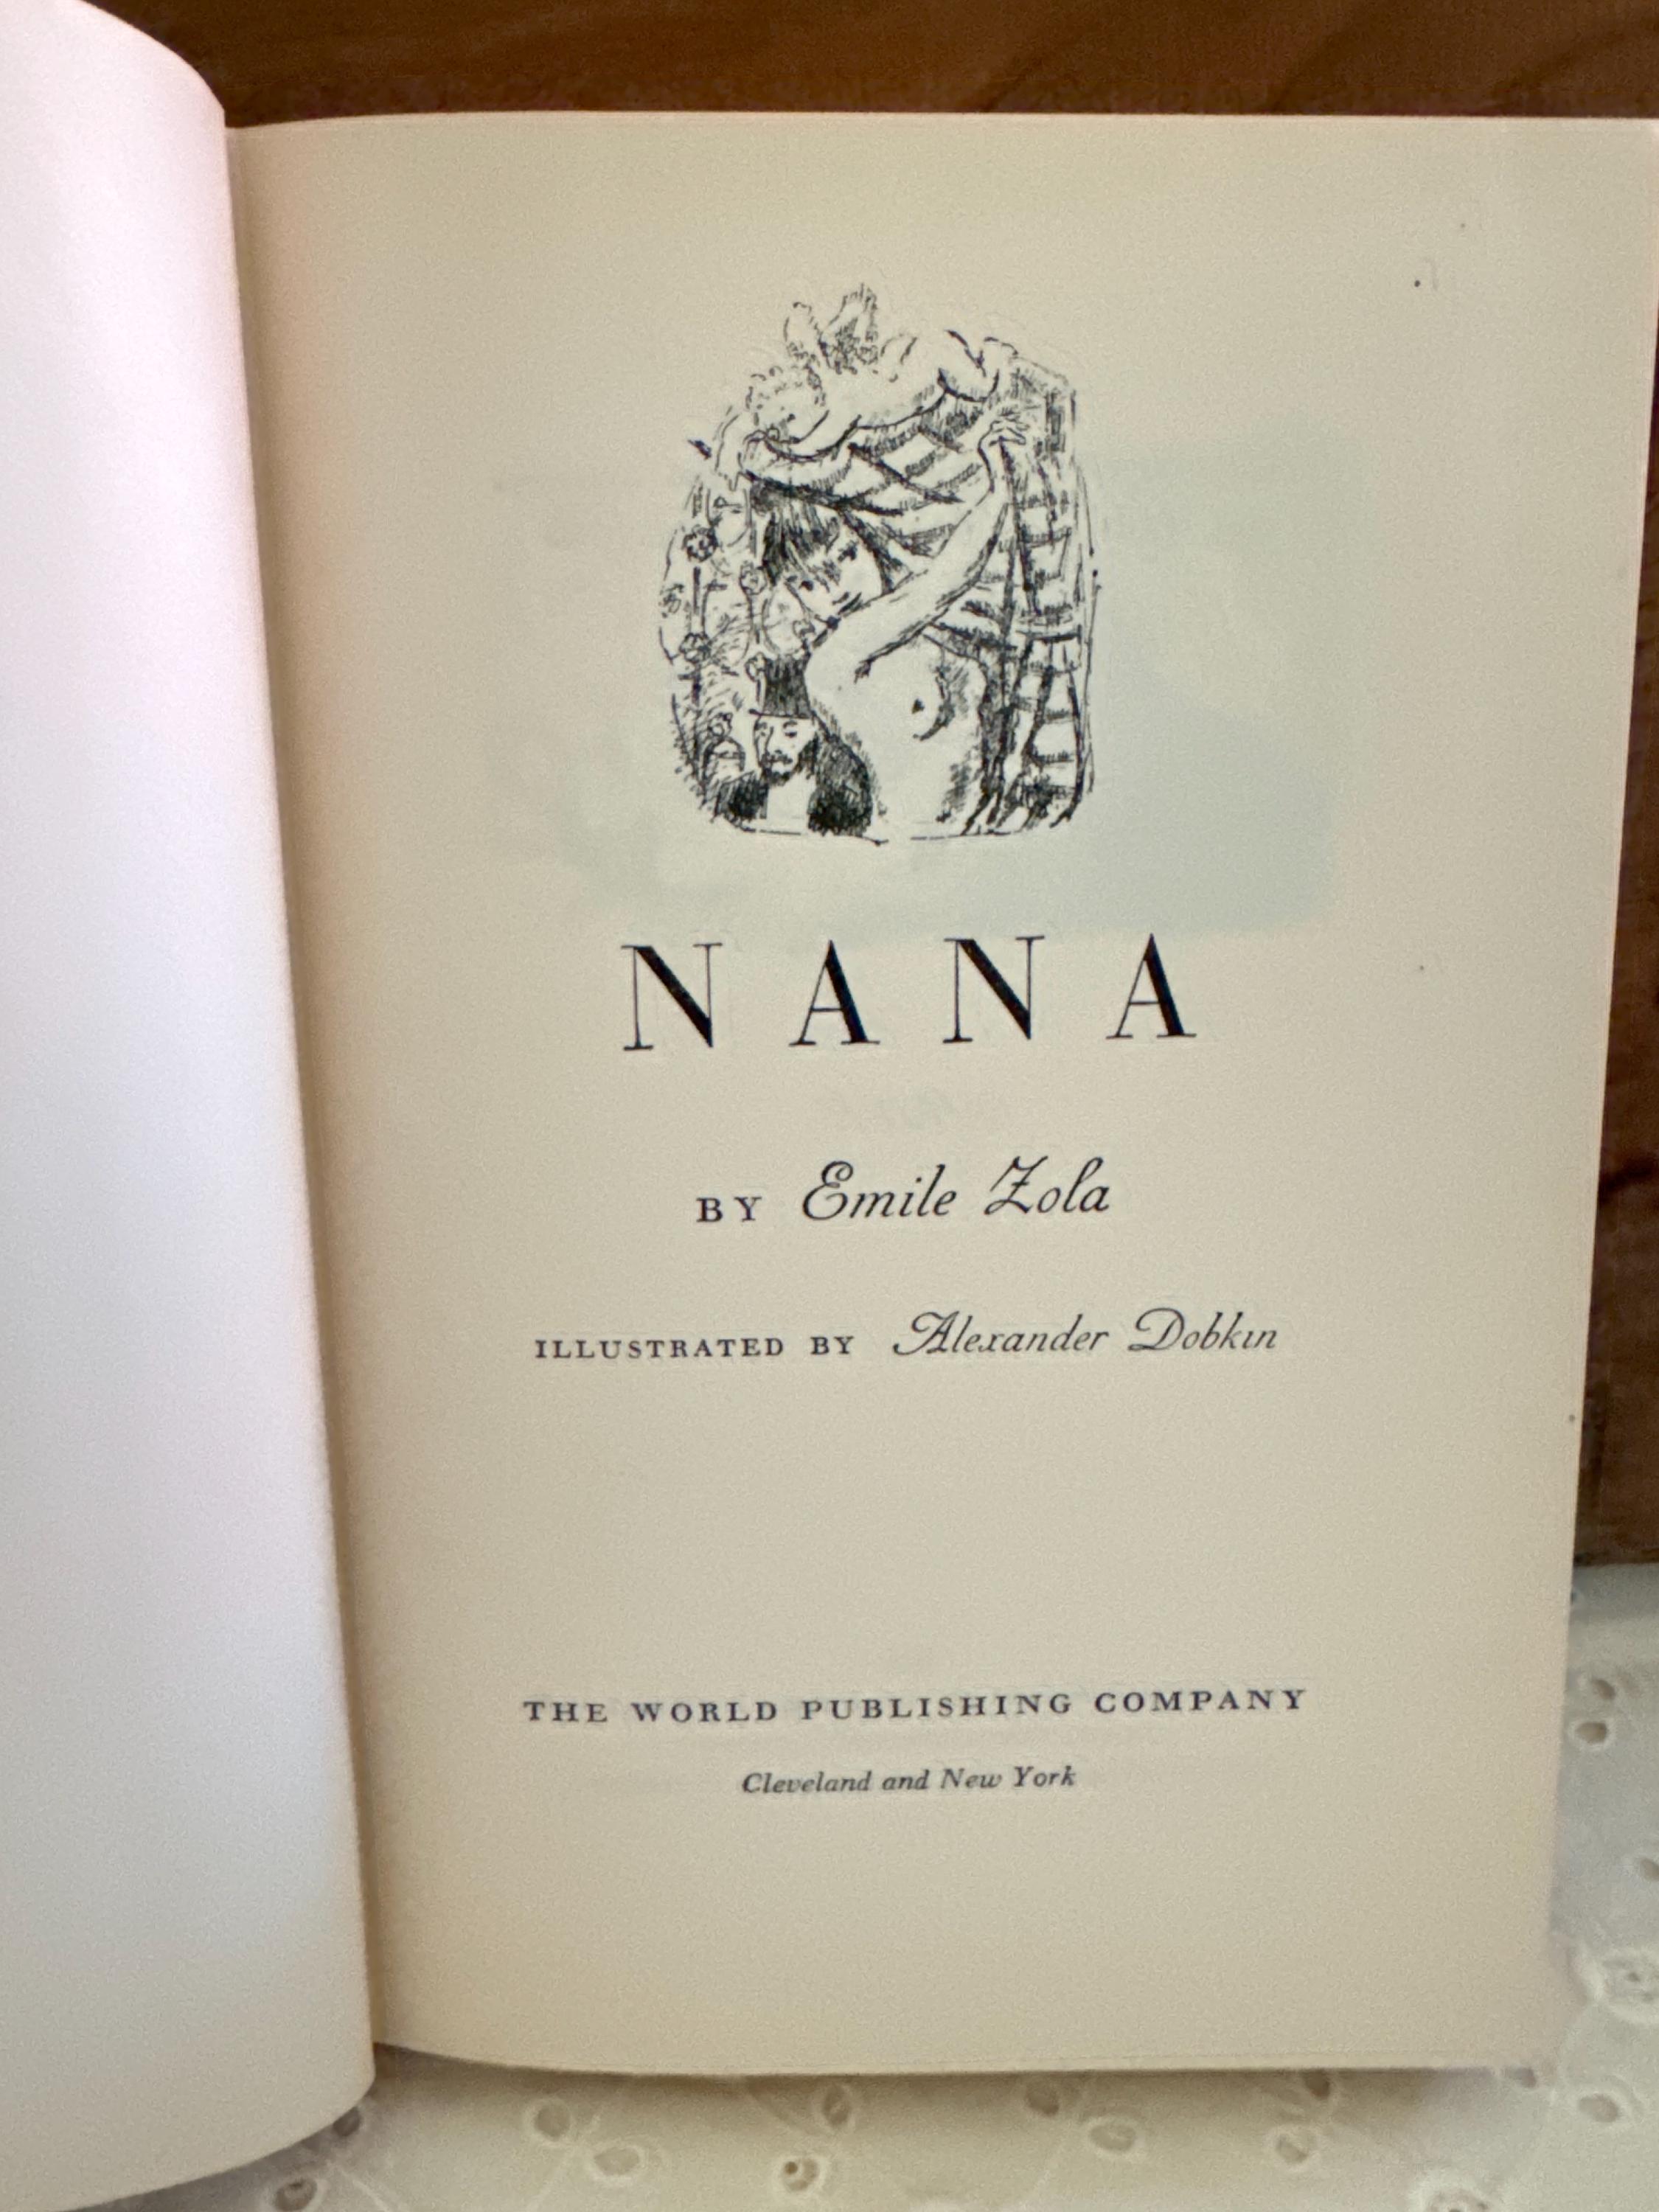 NANA
BY Emile Zola
ILLUSTRATED BY Alexander Dobkin
THE WORLD PUBLISHING COMPANY
Cleveland and New York